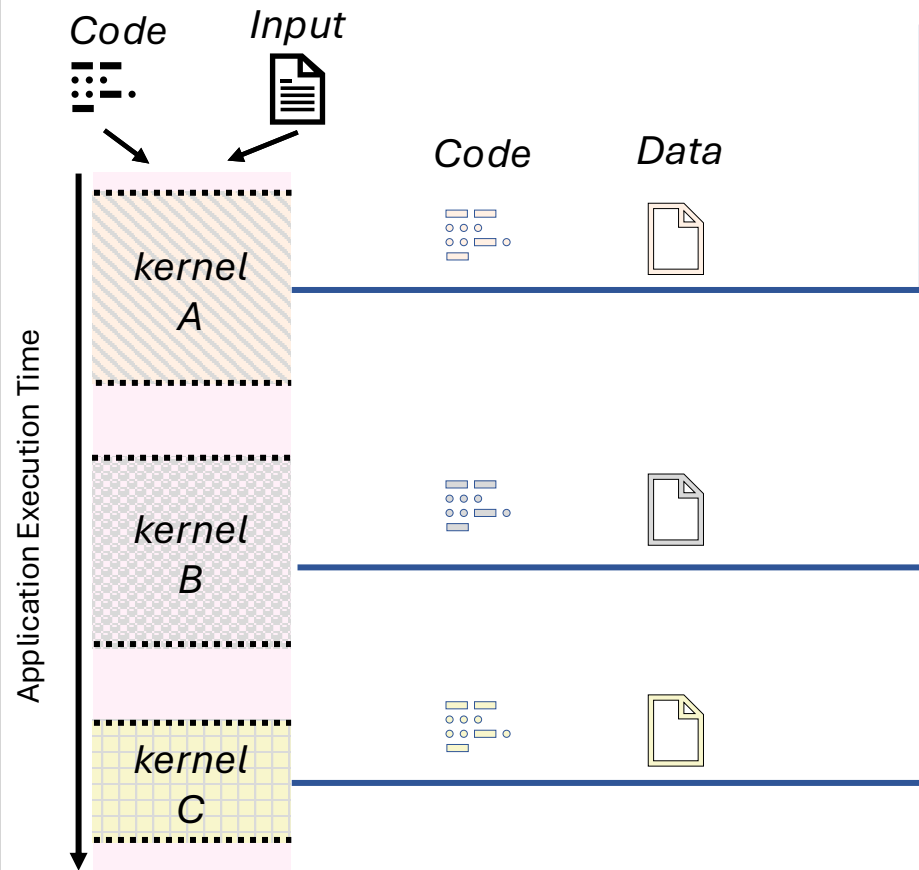 Code
Input
Code
Data
kernel
A
Application Execution Time
kernel
B
kernel
C